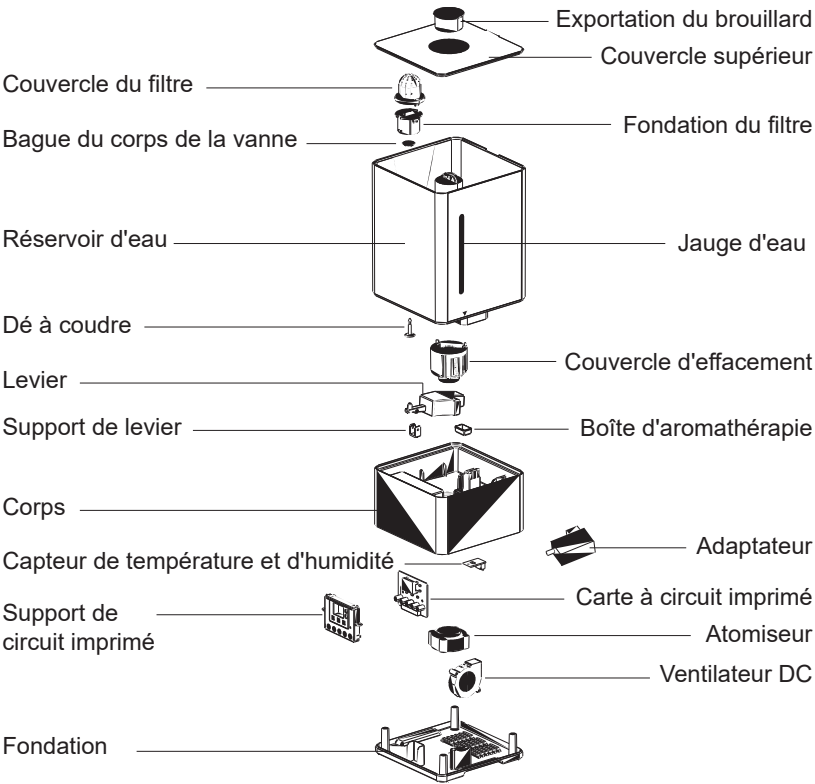 Exportation du brouillard
Couvercle supérieur
Couvercle du filtre
Fondation du filtre
Bague du corps de la vanne
Réservoir d'eau
Jauge d'eau
Dé à coudre
Couvercle d'effacement
Levier
Support de levier
Boîte d'aromathérapie
Corps
Adaptateur
Capteur de température et d'humidité
Carte à circuit imprimé
Support de
circuit imprimé
Atomiseur
Ventilateur DC
Fondation